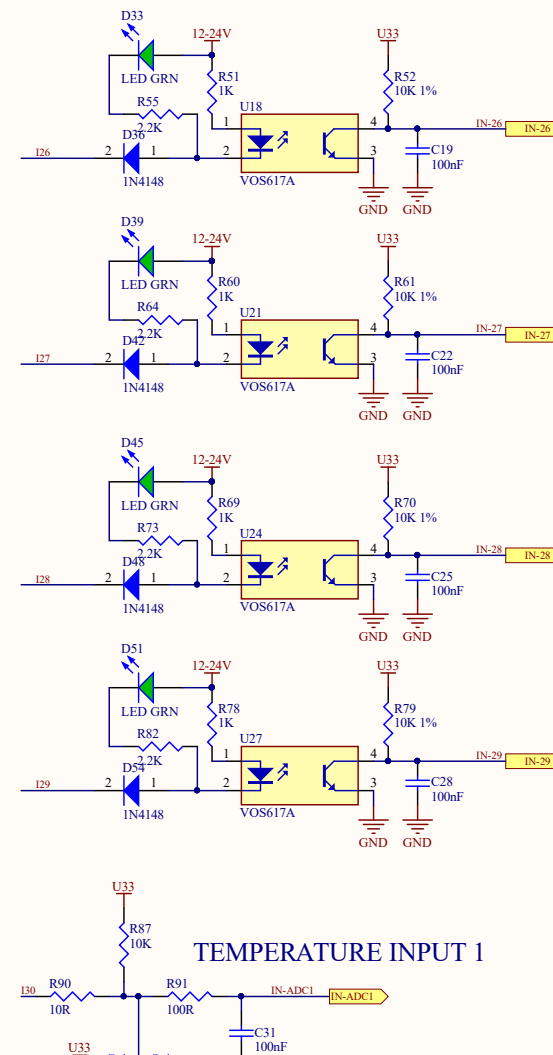 D33
12-24V
U33
LED GRN
R51
1K
R52
10K 1%
R55
2.2K
U18
D36
1
4
IN-26
IN-26
I26
2
1
2
3
C19
100nF
1N4148
VOS617A
GND
GND
D39
12-24V
U33
LED GRN
R60
1K
R61
10K 1%
R64
2.2K
U21
D42
1
4
IN-27
IN-27
I27
2
1
2
3
C22
100nF
1N4148
VOS617A
GND
GND
D45
12-24V
U33
LED GRN
R69
1K
R70
10K 1%
R73
2.2K
U24
D48
1
4
IN-28
IN-28
I28
2
1
2
3
C25
100nF
1N4148
VOS617A
GND
GND
D51
12-24V
U33
LED GRN
R78
1K
R79
10K 1%
R82
2.2K
U27
D54
1
4
IN-29
IN-29
I29
2
1
2
3
C28
100nF
1N4148
VOS617A
GND
GND
U33
R87
10K
TEMPERATURE INPUT 1
I30
R90
10R
R91
100R
IN-ADC1
IN-ADC1
C31
100nF
U33